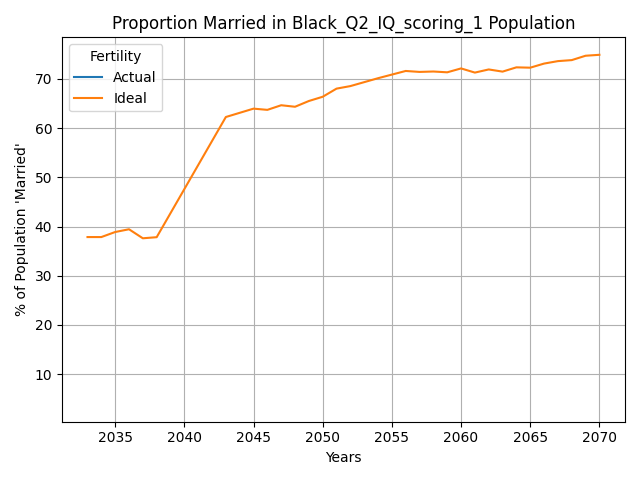 Proportion Married in Black_Q2_IQ_scoring_1 Population
Fertility
Actual
Ideal
% of Population 'Married'
70
60
50
40
30
20
10
2035 2040 2045 2050 2055 2060 2065 2070
Years